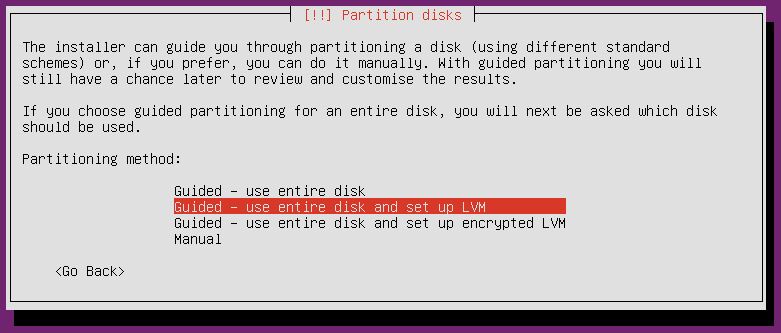 [!!] Partition disks
The installer can guide you through partitioning a disk (using different standard
schemes) or, if you prefer, you can do it manually. With guided partitioning you will
still have a chance later to review and customise the results.
If you choose guided partitioning for an entire disk, you will next be asked which disk
should be used.
Partitioning method:
Guided - use entire disk
Guided - use entire disk and set up LVM
Guided - use entire disk and set up encrypted LVM
Manual
<Go Back>